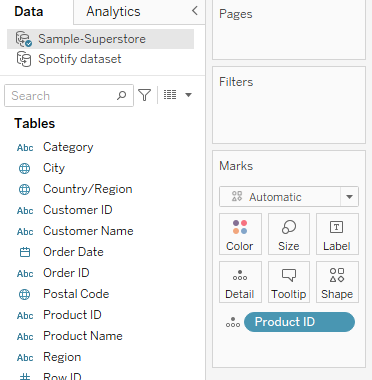 Data
Analytics
Sample-Superstore
Spotify dataset
Search
Tables
Abc Category
City
Country/Region
Abc Customer ID
Abc Customer Name
Order Date
Abc Order ID
Postal Code
Abc Product ID
Abc Product Name
Abc Region
# Row ID
Pages
Filters
Marks
Automatic
Color
Size
T
Label
Detail
Tooltip
Shape
Product ID